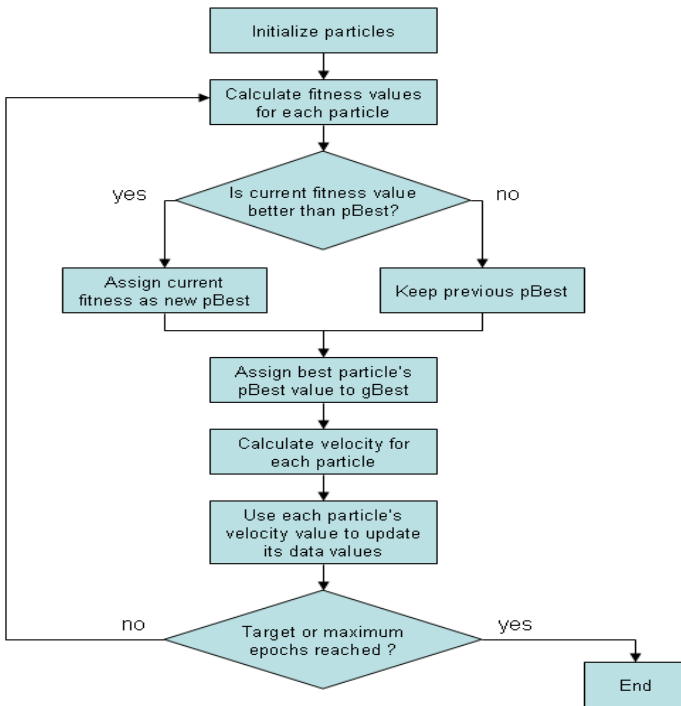 Initialize particles
Calculate fitness values
for each particle
Is current fitness value
better than pBest?
yes
no
Assign current
fitness as new pBest
Keep previous pBest
Assign best particle's
pBest value to gBest
Calculate velocity for
each particle
Use each particle's
velocity value to update
its data values
Target or maximum
epochs reached ?
no
yes
End